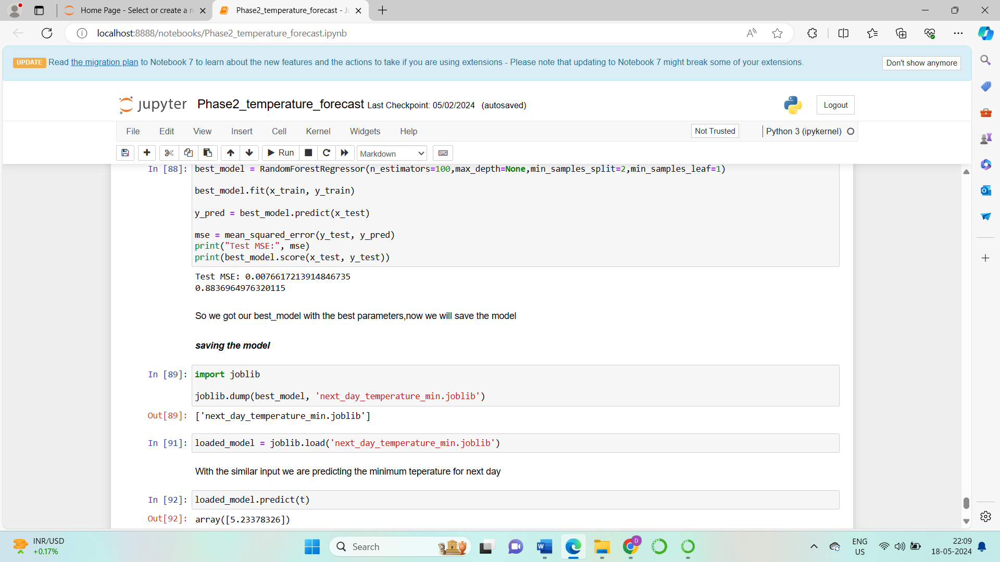 Home Page - Select or create a n
Phase2_temperature_forecast - Ju
localhost:8888/notebooks/Phase2_temperature_forecast.ipynb
UPDATE Read the migration plan to Notebook 7 to learn about the new features and the actions to take if you are using extensions - Please note that updating to Notebook 7 might break some of your extensions.
Don't show anymore
jupyter Phase2_temperature_forecast Last Checkpoint: 05/02/2024 (autosaved)
Logout
File Edit View Insert Cell Kernel Widgets Help
Not Trusted
Python 3 (ipykernel)
Run
Markdown
In [88]: best_model = RandomForestRegressor(n_estimators=100,max_depth=None,min_samples_split=2,min_samples_leaf=1)
best_model.fit(x_train, y_train)
y_pred = best_model.predict(x_test)
mse = mean_squared_error(y_test, y_pred)
print("Test MSE:", mse)
print(best_model.score(x_test, y_test))
Test MSE: 0.0076617213914846735
0.8836964976320115
So we got our best_model with the best parameters,now we will save the model
saving the model
In [89]: import joblib
joblib.dump(best_model, 'next_day_temperature_min.joblib')
Out[89]: ['next_day_temperature_min.joblib']
In [91]: loaded_model = joblib.load('next_day_temperature_min.joblib')
With the similar input we are predicting the minimum teperature for next day
In [92]: loaded_model.predict(t)
Out[92]: array([5.23378326])
INR/USD
+0.17%
Search
D
ENG
US
22:09
18-05-2024